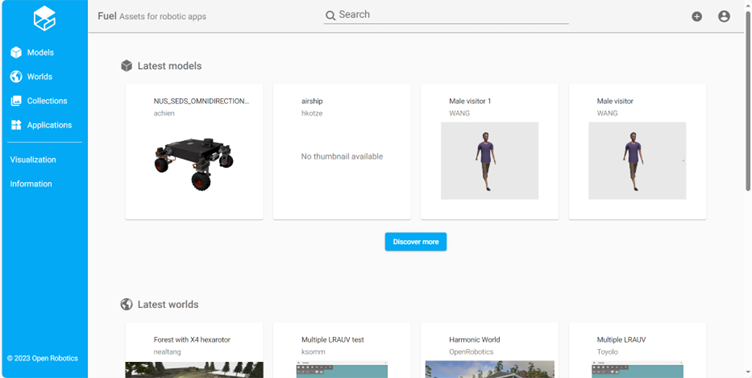 Fuel Assets for robotic apps
Search
Models
Worlds
Collections
Applications
Visualization
Information
© 2023 Open Robotics
Latest models
NUS_SEDS_OMNIDIRECTION...
achien
airship
hkotze
No thumbnail available
Male visitor 1
WANG
Male visitor
WANG
Discover more
Latest worlds
Forest with X4 hexarotor
nealtang
Multiple LRAUV test
ksomm
Harmonic World
OpenRobotics
Multiple LRAUV
Toyolo